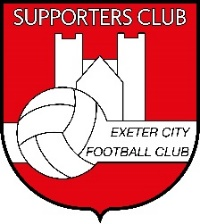 SUPPORTERS CLUB
EXETER CITY
FOOTBALL CLUB